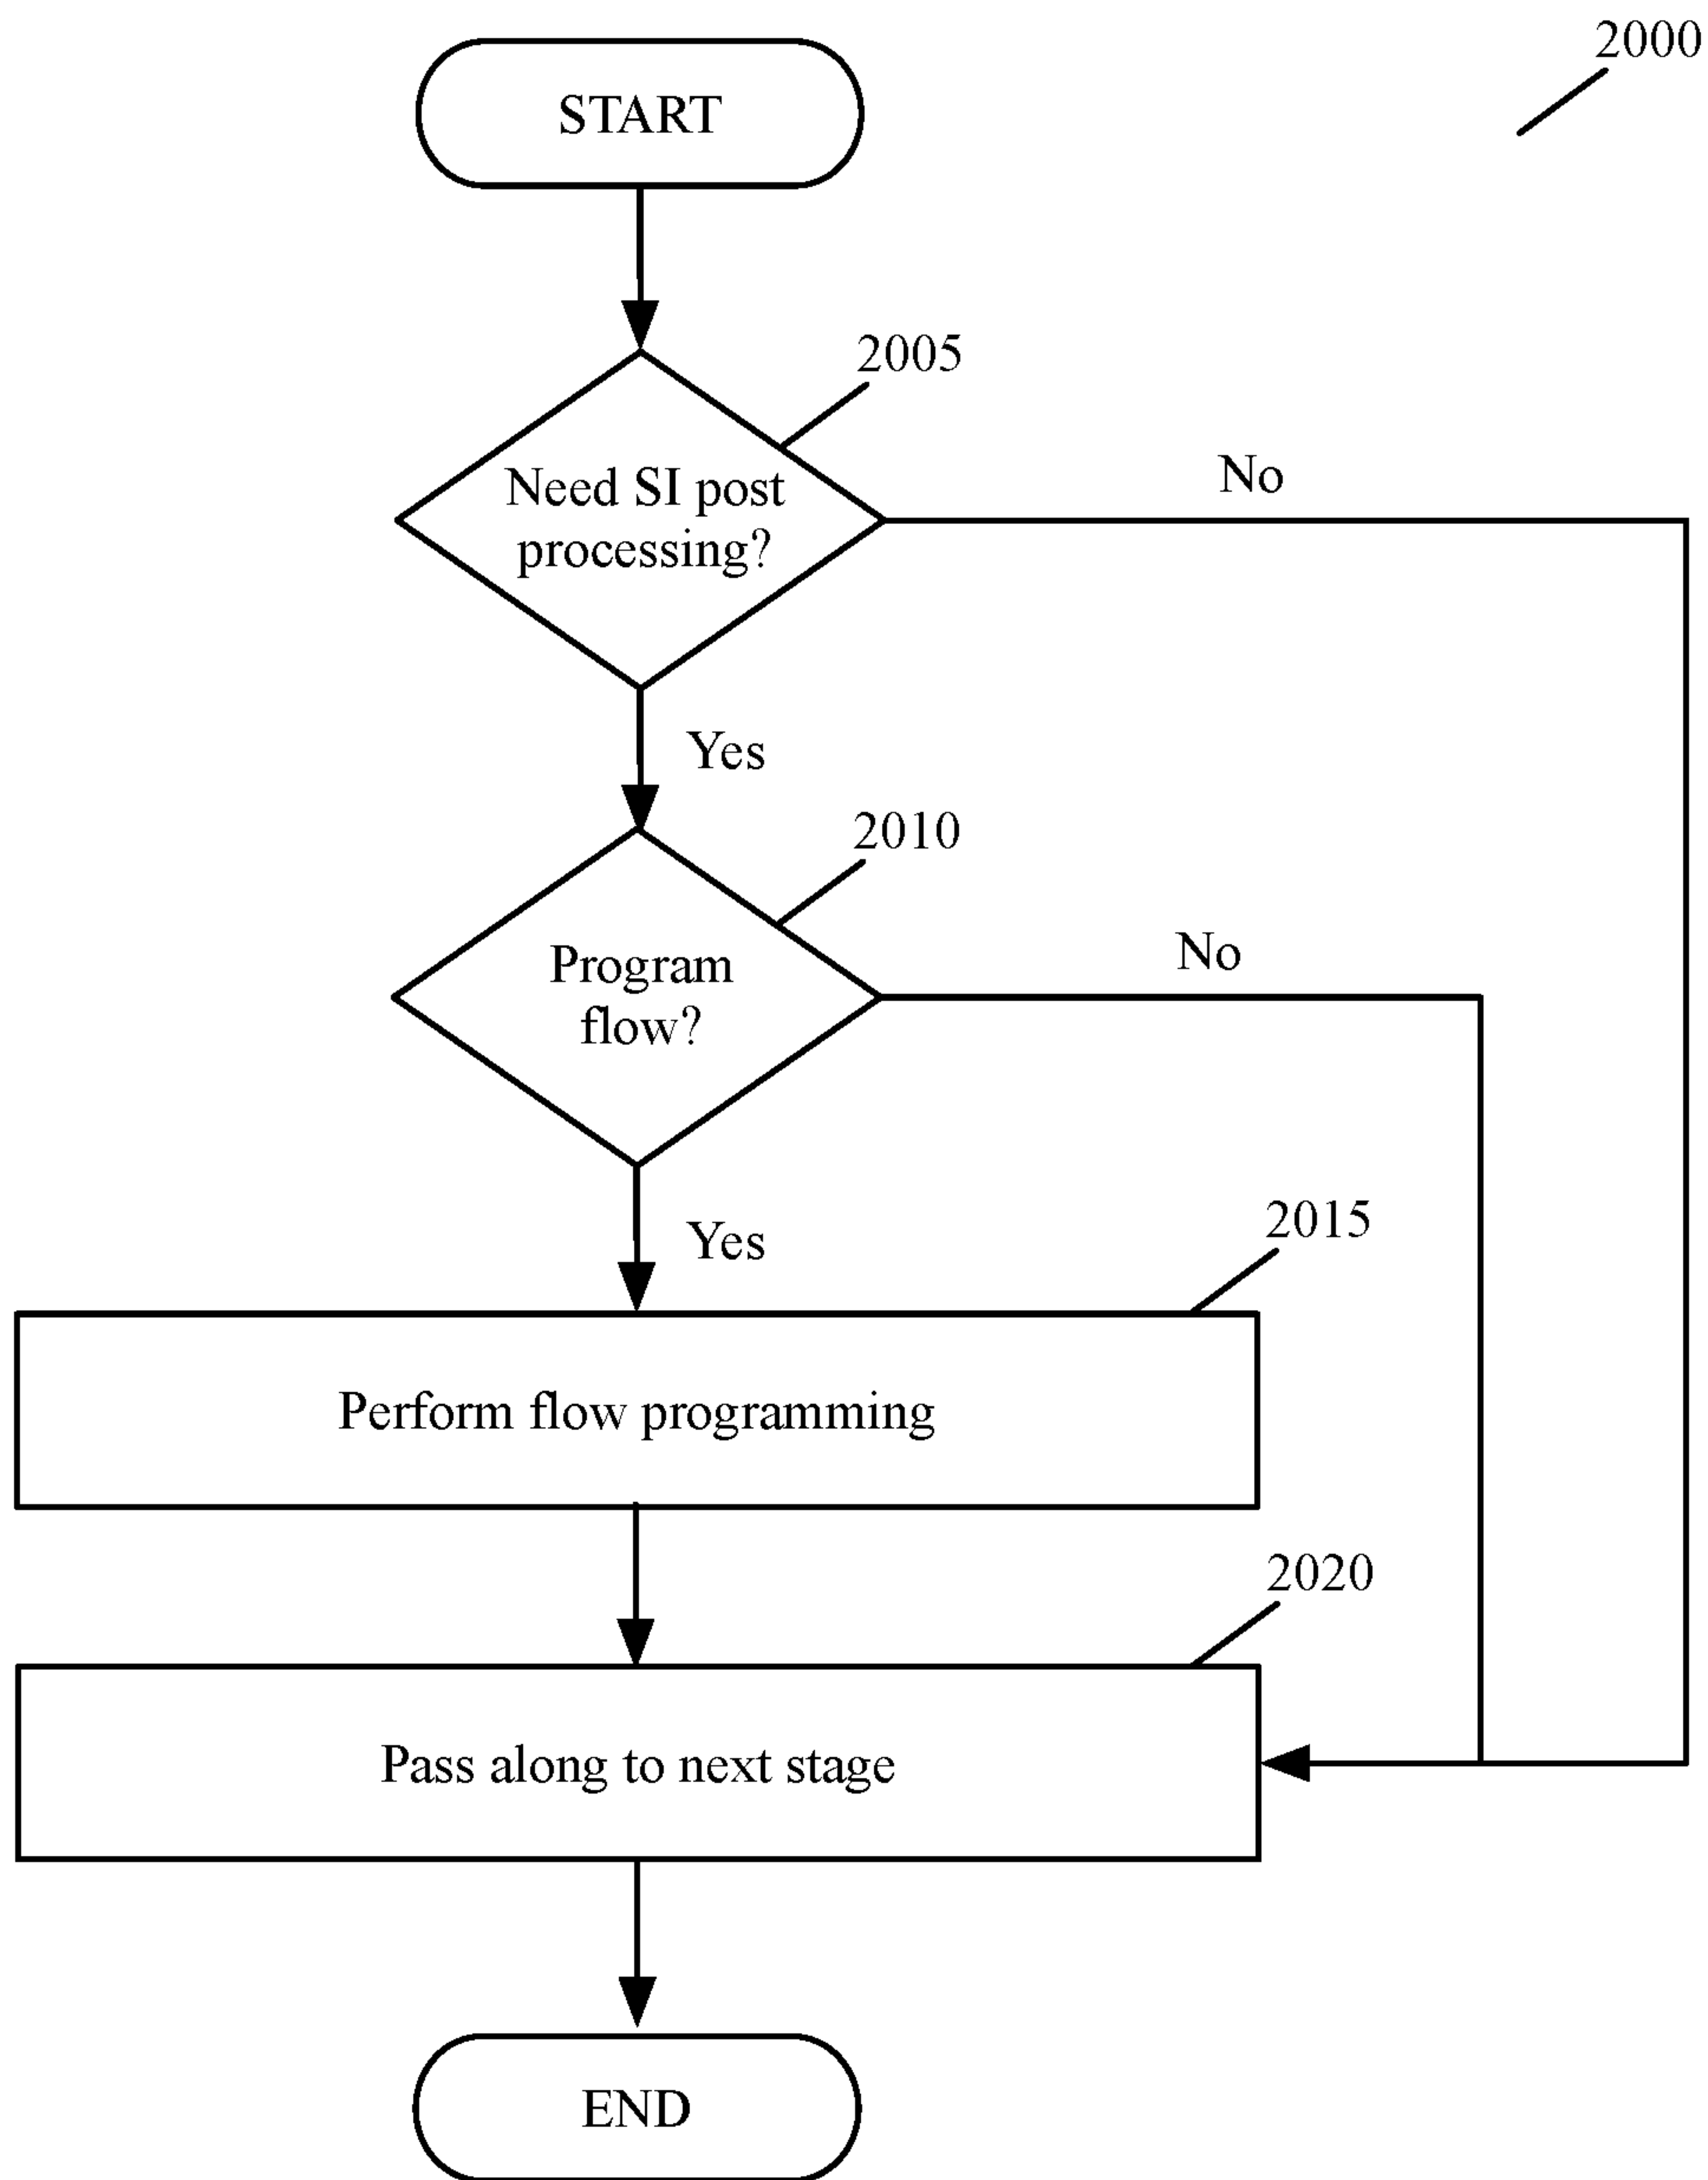 2000
START
2005
Need SI post
processing?
No
Yes
2010
Program
flow?
No
Yes
2015
Perform flow programming
2020
Pass along to next stage
END